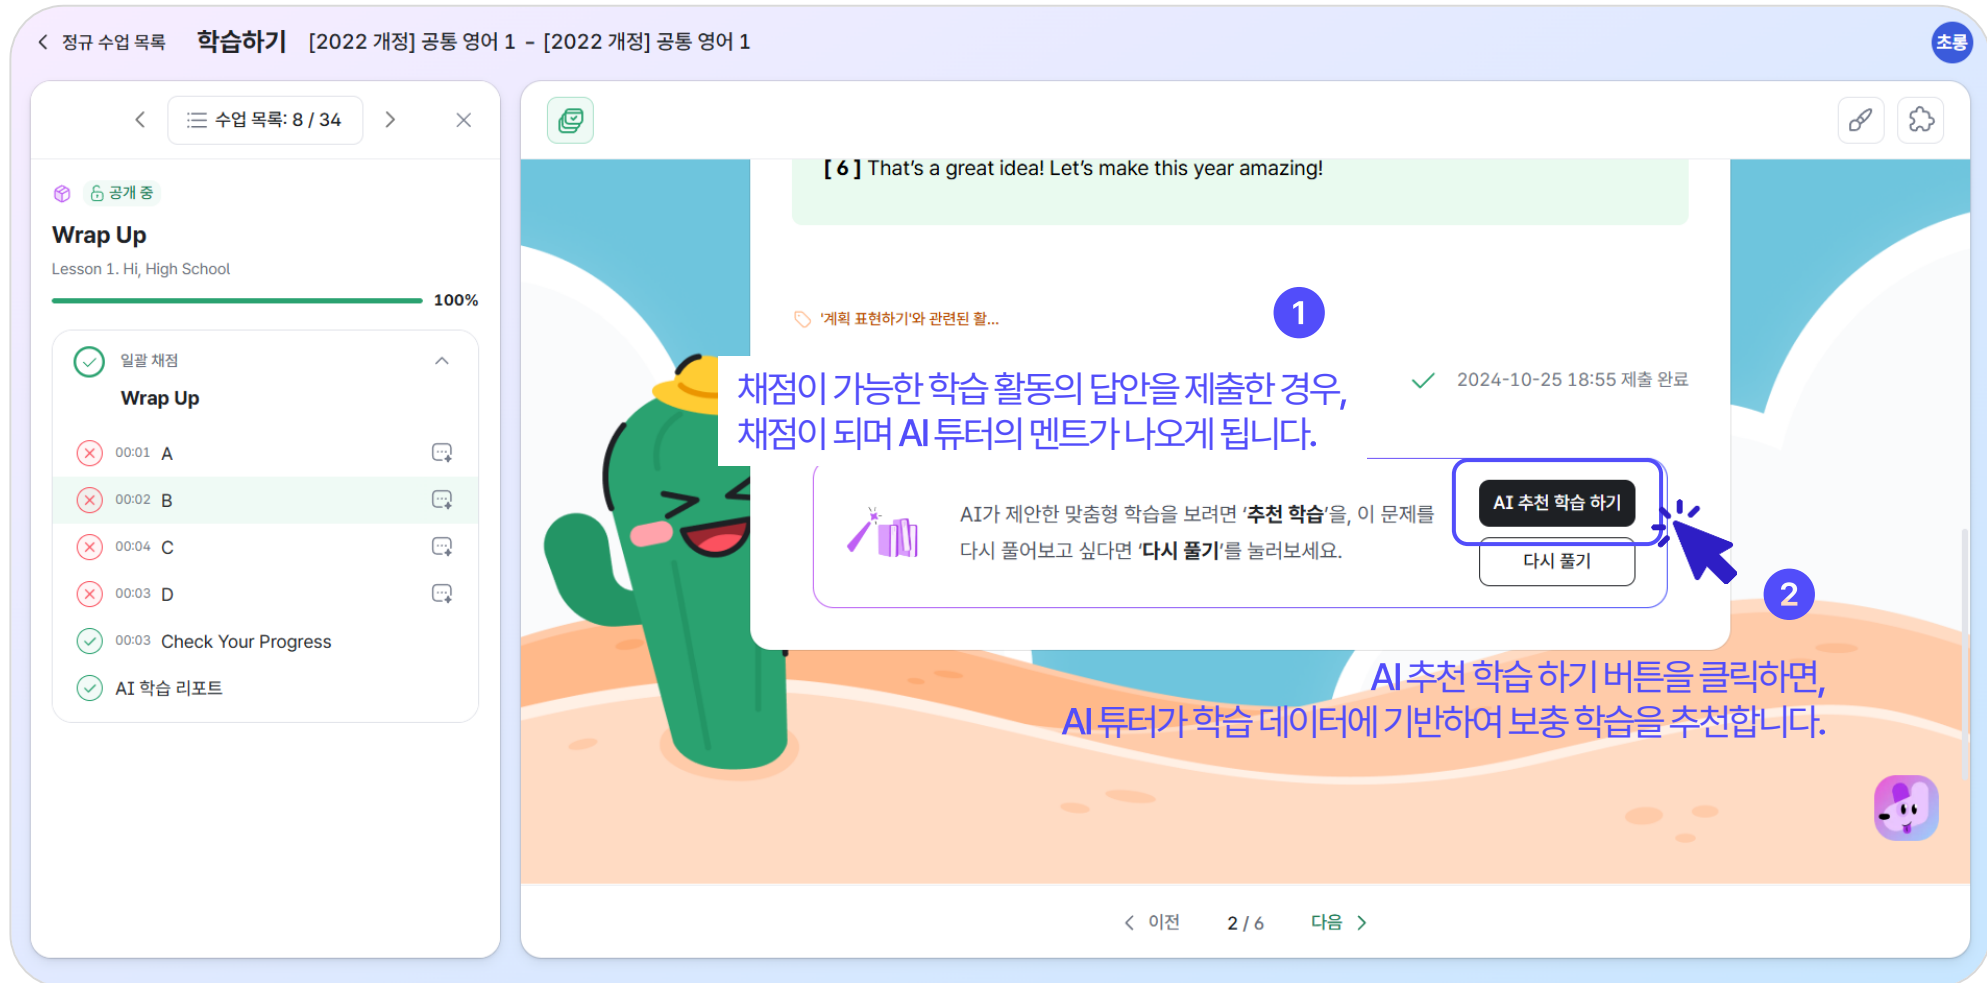 정규 수업 목록 학습하기 [2022 개정] 공통 영어 1 - [2022 개정] 공통 영어 1
초롱
수업 목록: 8 / 34
공개 중
Wrap Up
Lesson 1. Hi, High School
100%
일괄 채점
Wrap Up
00:01 A
00:02 B
00:04 C
00:03 D
00:03 Check Your Progress
AI 학습 리포트
[ 6 ] That's a great idea! Let's make this year amazing!
'계획 표현하기'와 관련된 활...
1
채점이 가능한 학습 활동의 답안을 제출한 경우,
채점이 되며 AI 튜터의 멘트가 나오게 됩니다.
2024-10-25 18:55 제출 완료
AI가 제안한 맞춤형 학습을 보려면 '추천 학습'을, 이 문제를
다시 풀어보고 싶다면 '다시 풀기'를 눌러보세요.
AI 추천 학습 하기
다시 풀기
2
AI 추천 학습 하기 버튼을 클릭하면,
AI 튜터가 학습 데이터에 기반하여 보충 학습을 추천합니다.
이전 2 / 6 다음